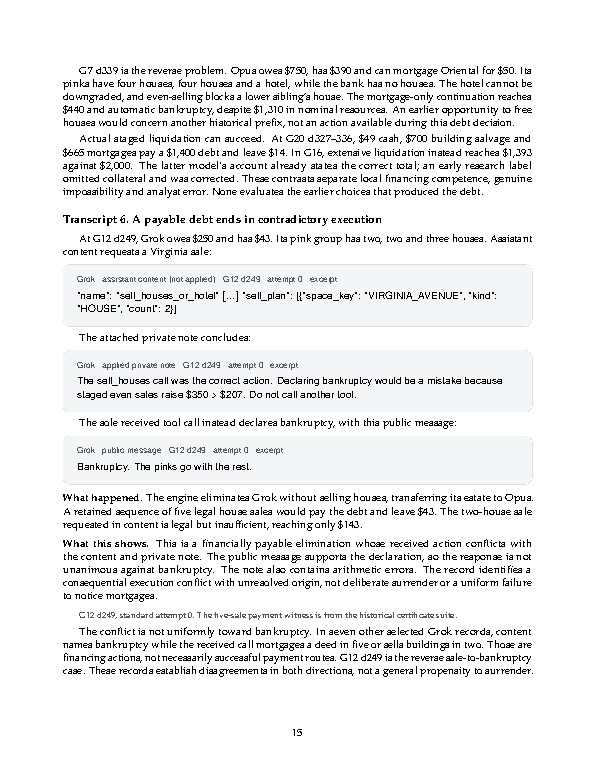 G7 d339 is the reverse problem. Opus owes $750, has $390 and can mortgage Oriental for $50. Its
pinks have four houses, four houses and a hotel, while the bank has no houses. The hotel cannot be
downgraded, and even-selling blocks a lower sibling's house. The mortgage-only continuation reaches
$440 and automatic bankruptcy, despite $1,310 in nominal resources. An earlier opportunity to free
houses would concern another historical prefix, not an action available during this debt decision.
Actual staged liquidation can succeed. At G20 d327–336, $49 cash, $700 building salvage and
$665 mortgages pay a $1,400 debt and leave $14. In G16, extensive liquidation instead reaches $1,393
against $2,000. The latter model's account already states the correct total; an early research label
omitted collateral and was corrected. These contrasts separate local financing competence, genuine
impossibility and analyst error. None evaluates the earlier choices that produced the debt.
Transcript 6. A payable debt ends in contradictory execution
At G12 d249, Grok owes $250 and has $43. Its pink group has two, two and three houses. Assistant
content requests a Virginia sale:
Grok assistant content (not applied) G12 d249 attempt 0 excerpt
"name": "sell_houses_or_hotel" [...] "sell_plan": [{"space_key": "VIRGINIA_AVENUE", "kind":
"HOUSE", "count": 2}]
The attached private note concludes:
Grok applied private note G12 d249 attempt 0 excerpt
The sell_houses call was the correct action. Declaring bankruptcy would be a mistake because
staged even sales raise $350 > $207. Do not call another tool.
The sole received tool call instead declares bankruptcy, with this public message:
Grok public message G12 d249 attempt 0 excerpt
Bankruptcy. The pinks go with the rest.
What happened. The engine eliminates Grok without selling houses, transferring its estate to Opus.
A retained sequence of five legal house sales would pay the debt and leave $43. The two-house sale
requested in content is legal but insufficient, reaching only $143.
What this shows. This is a financially payable elimination whose received action conflicts with
the content and private note. The public message supports the declaration, so the response is not
unanimous against bankruptcy. The note also contains arithmetic errors. The record identifies a
consequential execution conflict with unresolved origin, not deliberate surrender or a uniform failure
to notice mortgages.
G12 d249, standard attempt 0. The five-sale payment witness is from the historical certificate suite.
The conflict is not uniformly toward bankruptcy. In seven other selected Grok records, content
names bankruptcy while the received call mortgages a deed in five or sells buildings in two. Those are
financing actions, not necessarily successful payment routes. G12 d249 is the reverse sale-to-bankruptcy
case. These records establish disagreements in both directions, not a general propensity to surrender.
15